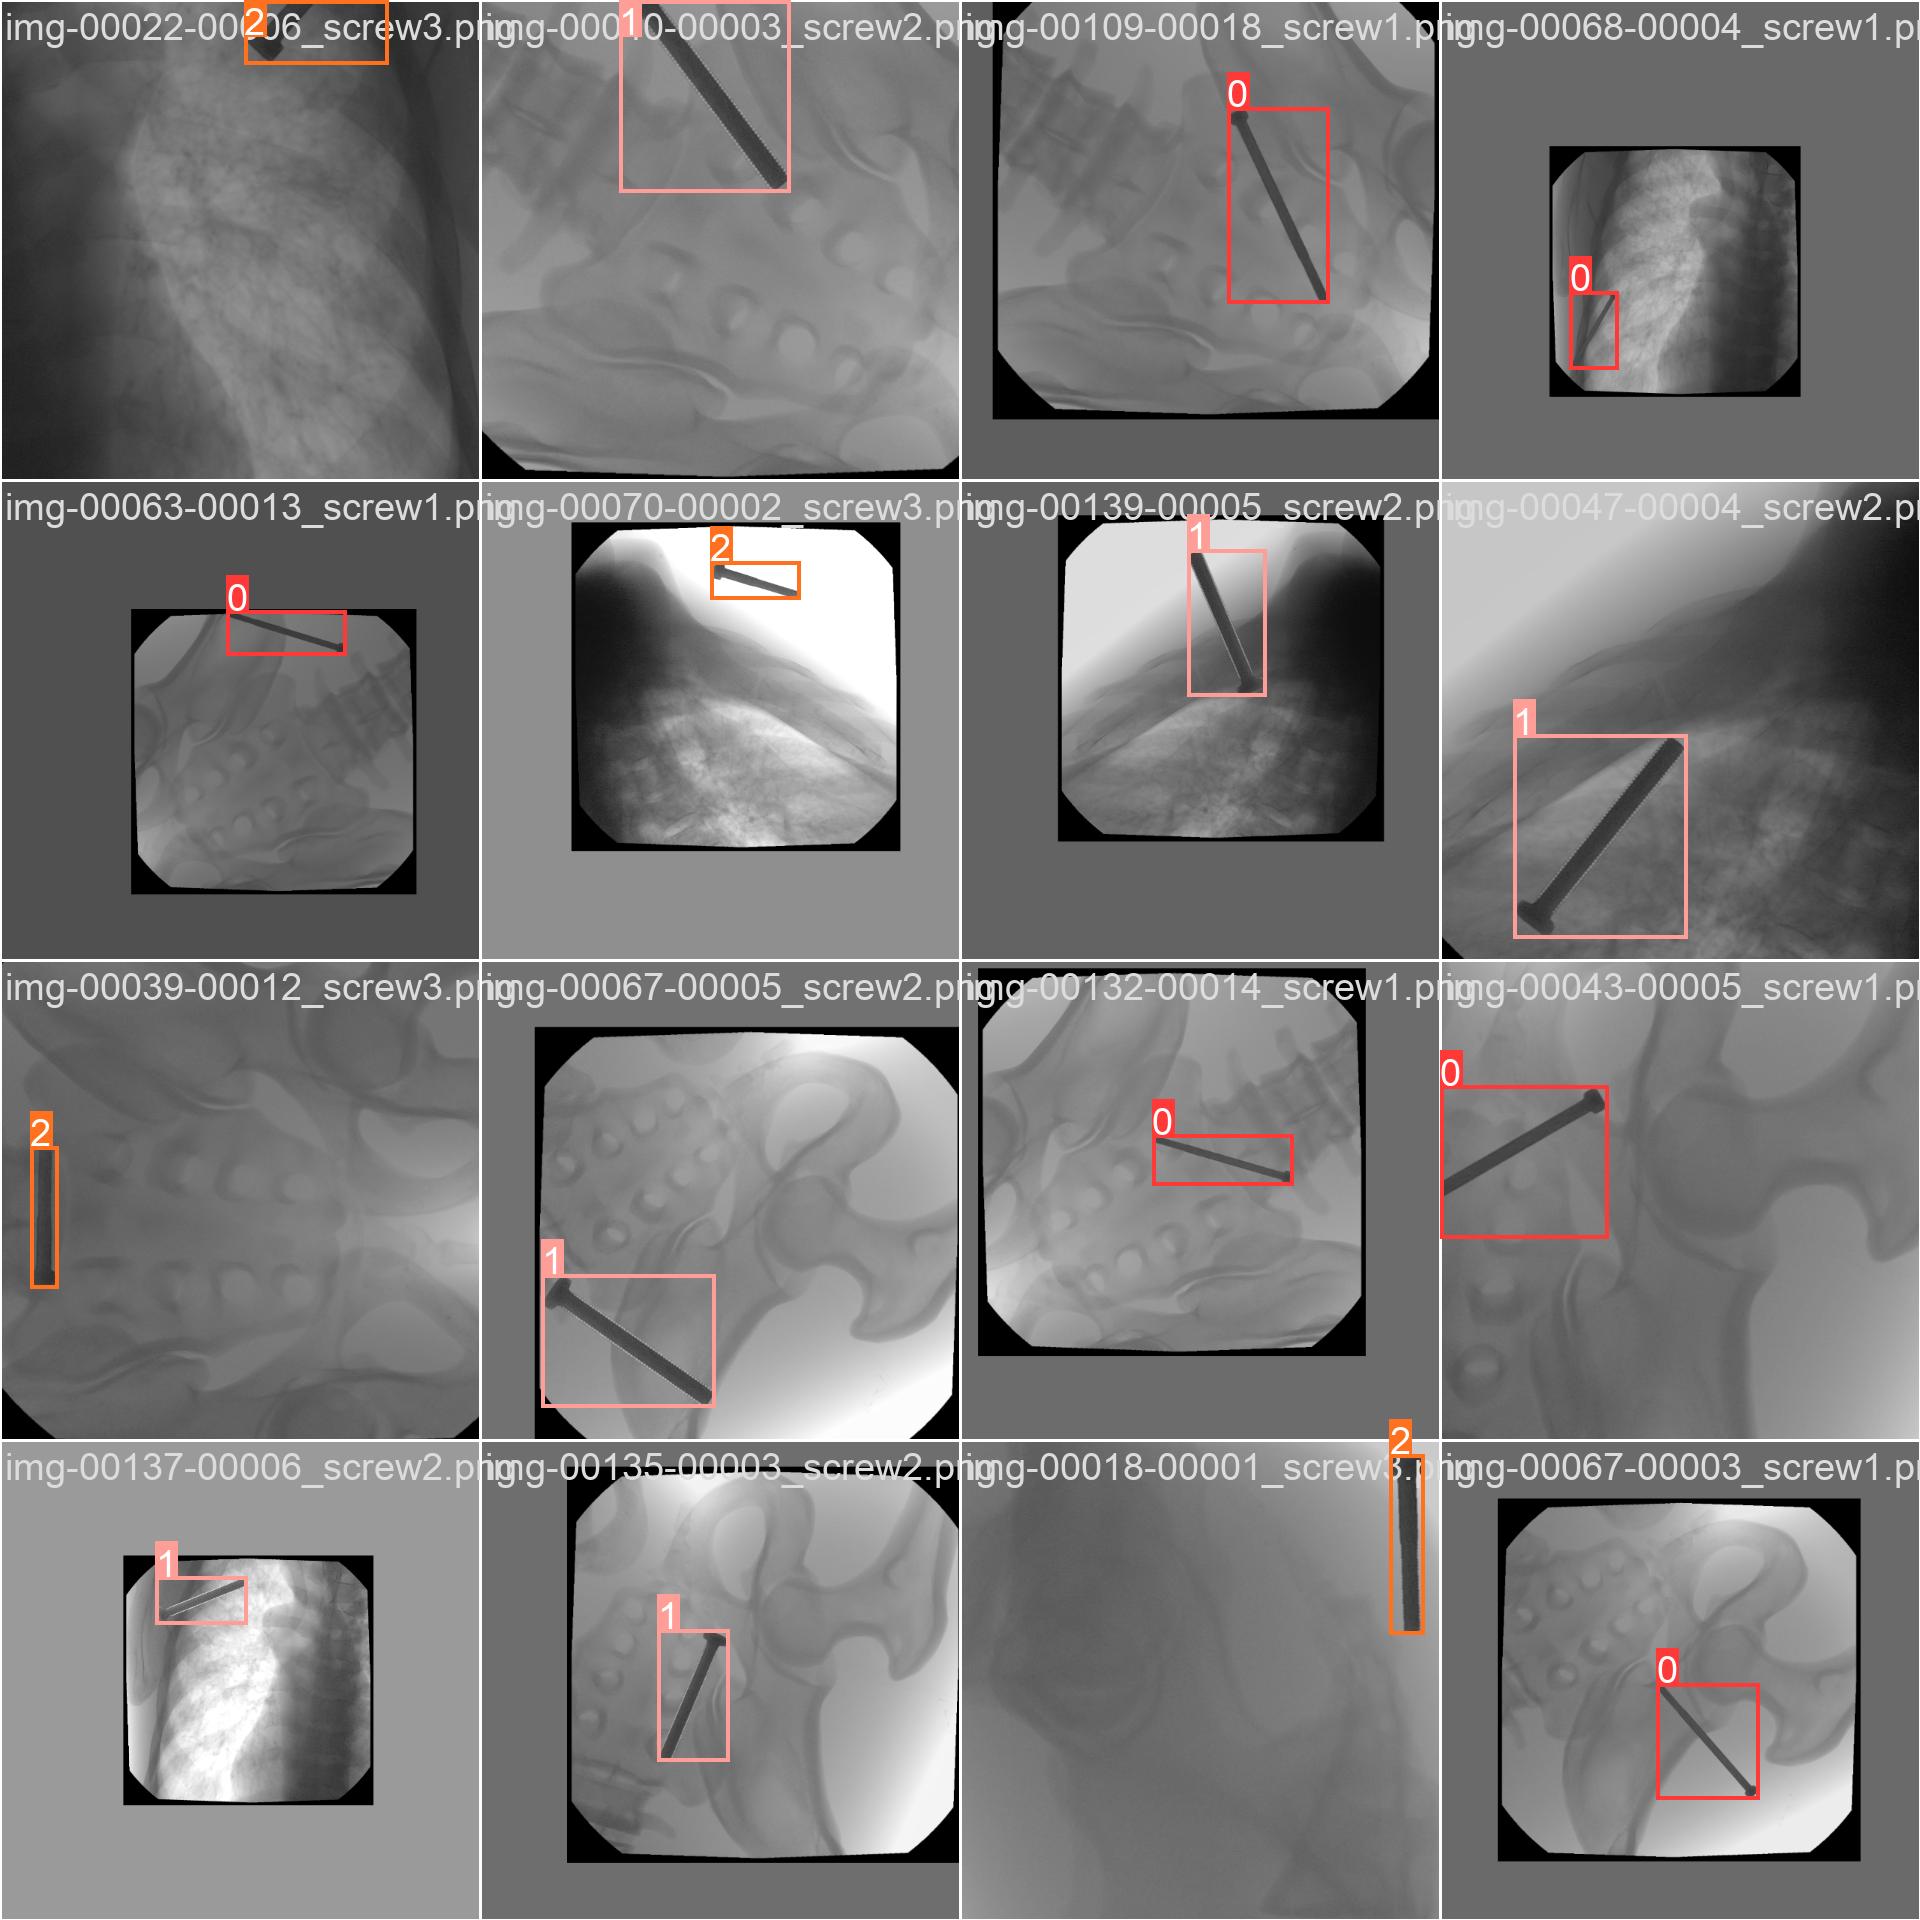 img-00022-00006_screw3.png
2
img-00010-00003_screw2.png
1
img-00109-00018_screw1.png
0
img-00068-00004_screw1.pn
0
img-00063-00013_screw1.png
0
img-00070-00002_screw3.png
2
img-00139-00005_screw2.png
1
img-00047-00004_screw2.pn
1
img-00039-00012_screw3.png
2
img-00067-00005_screw2.png
1
img-00132-00014_screw1.png
0
img-00043-00005_screw1.pn
0
img-00137-00006_screw2.png
1
img-00135-00003_screw2.png
1
img-00018-00001_screw3.png
2
img-00067-00003_screw1.pn
0